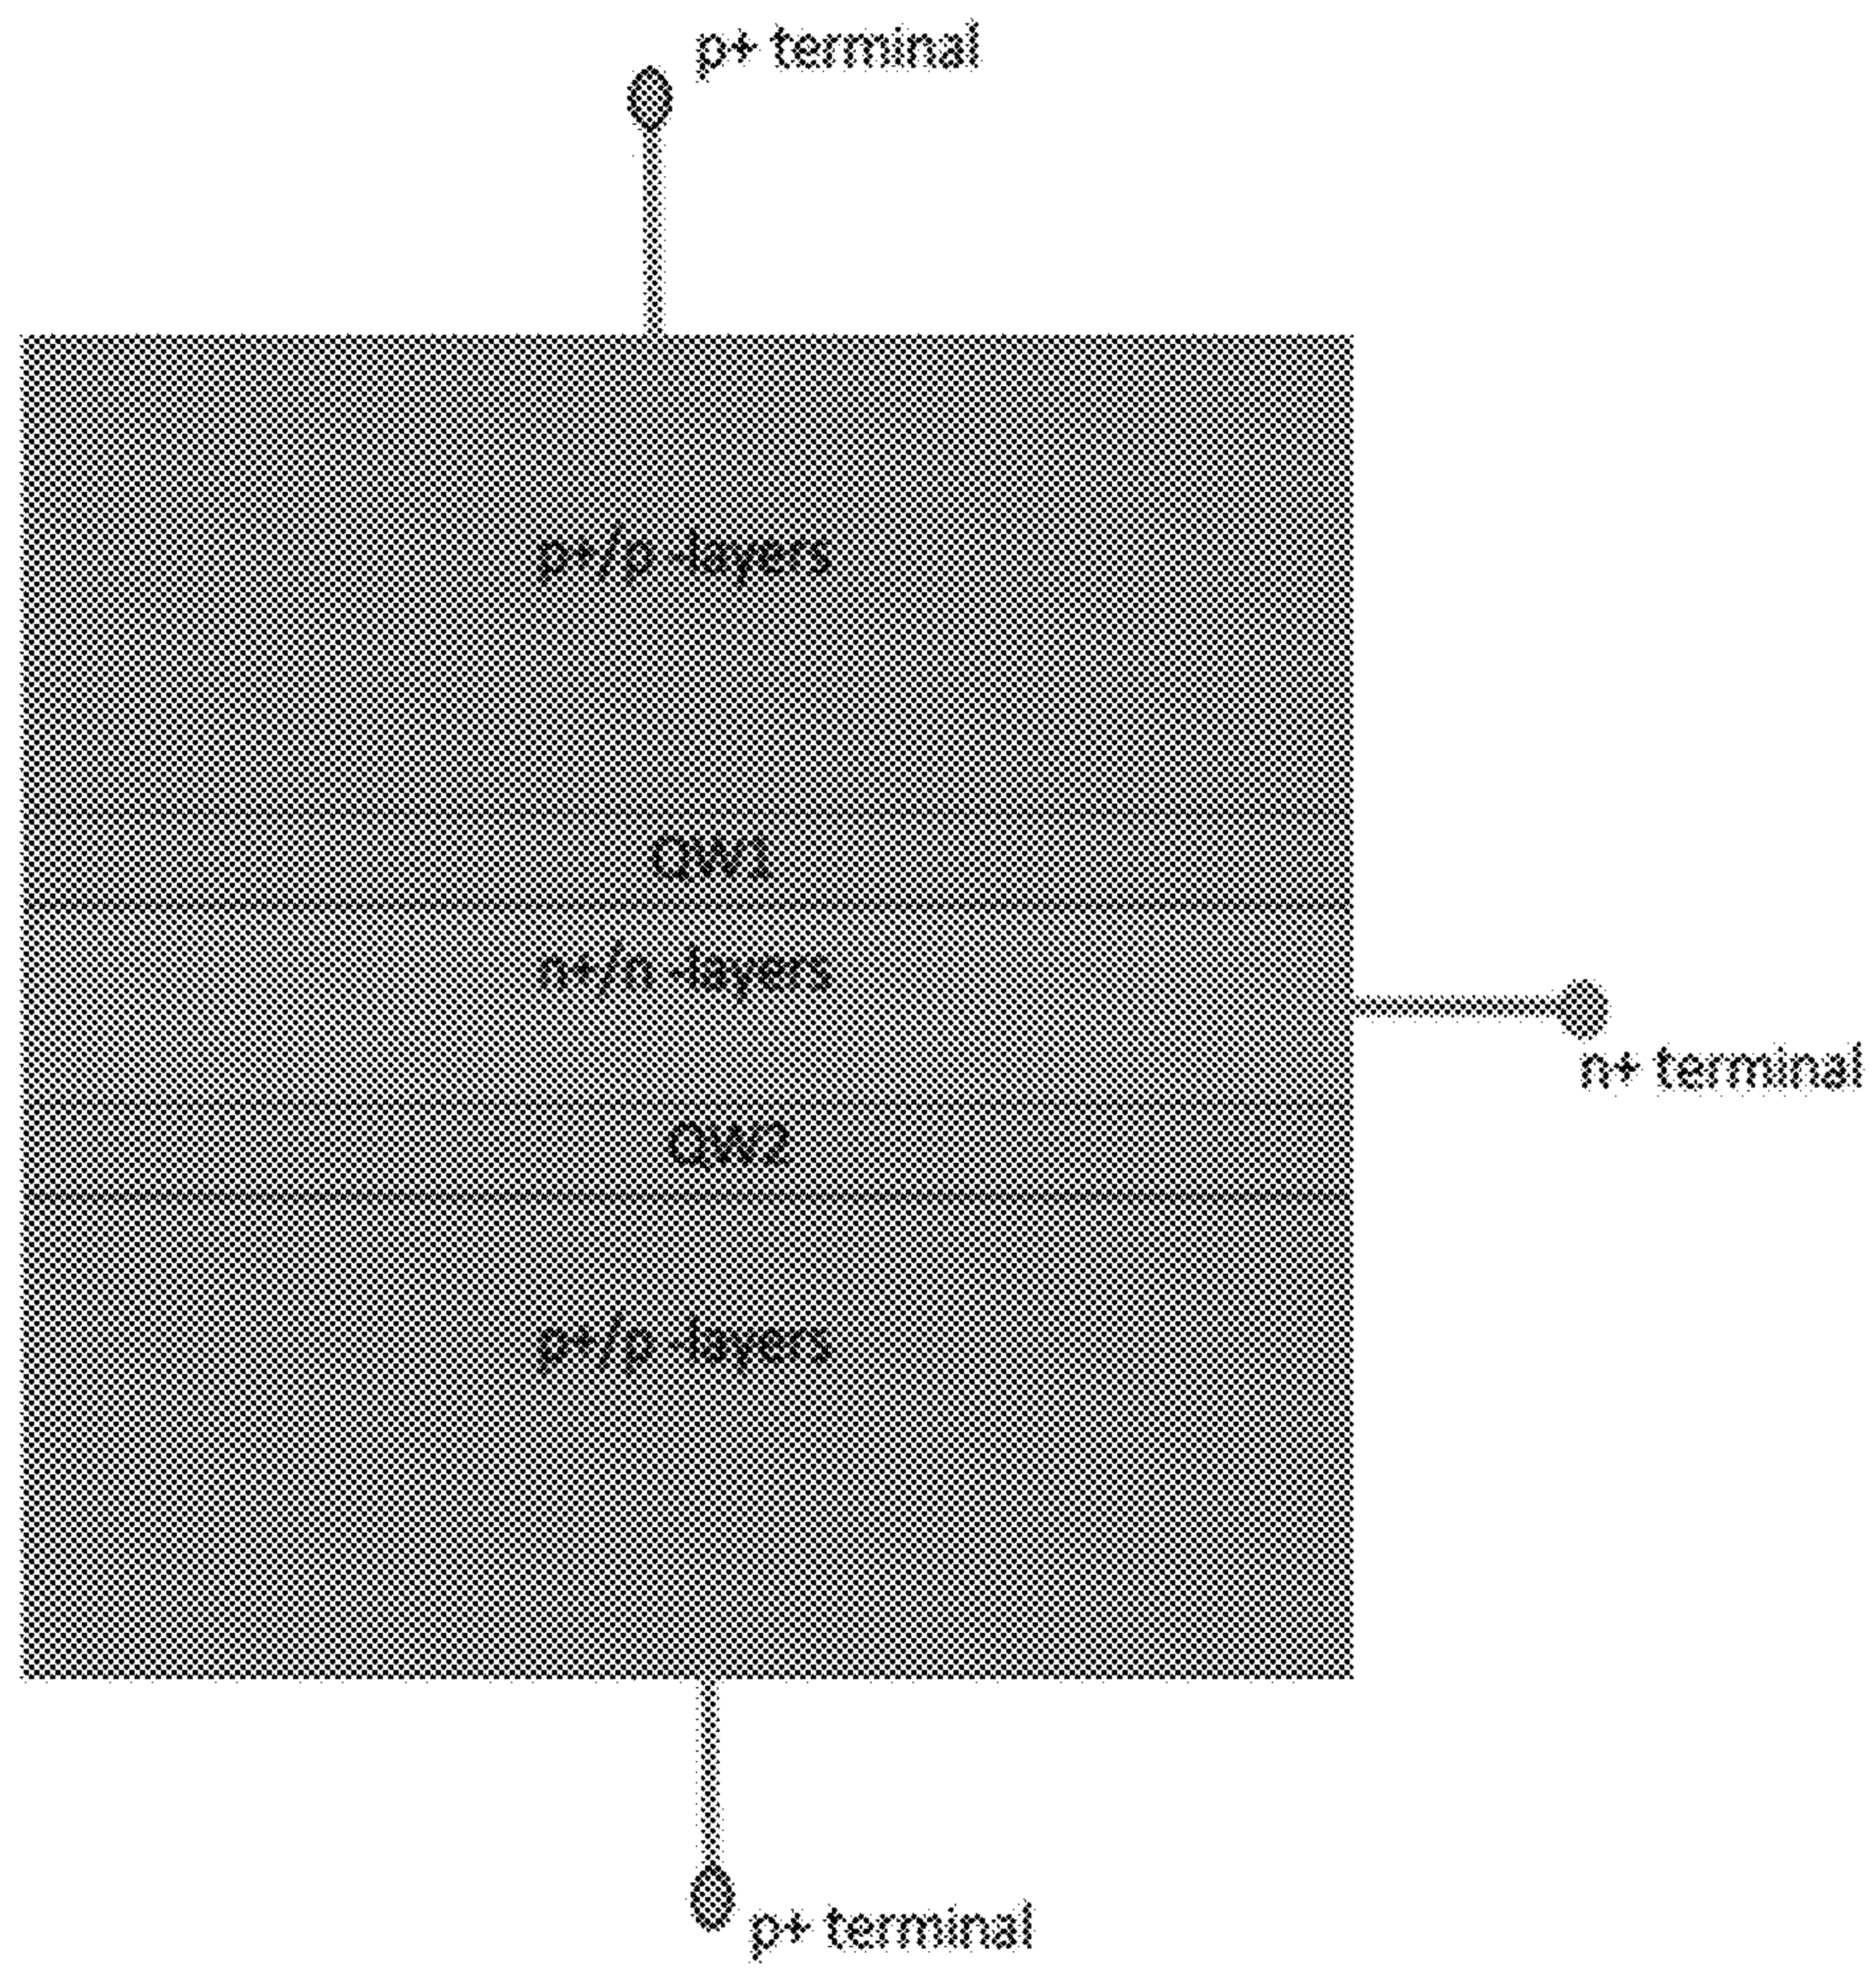 p+ terminal
p+/p -layers
QW1
n+/n -layers
n+ terminal
QW2
p+/p -layers
p+ terminal